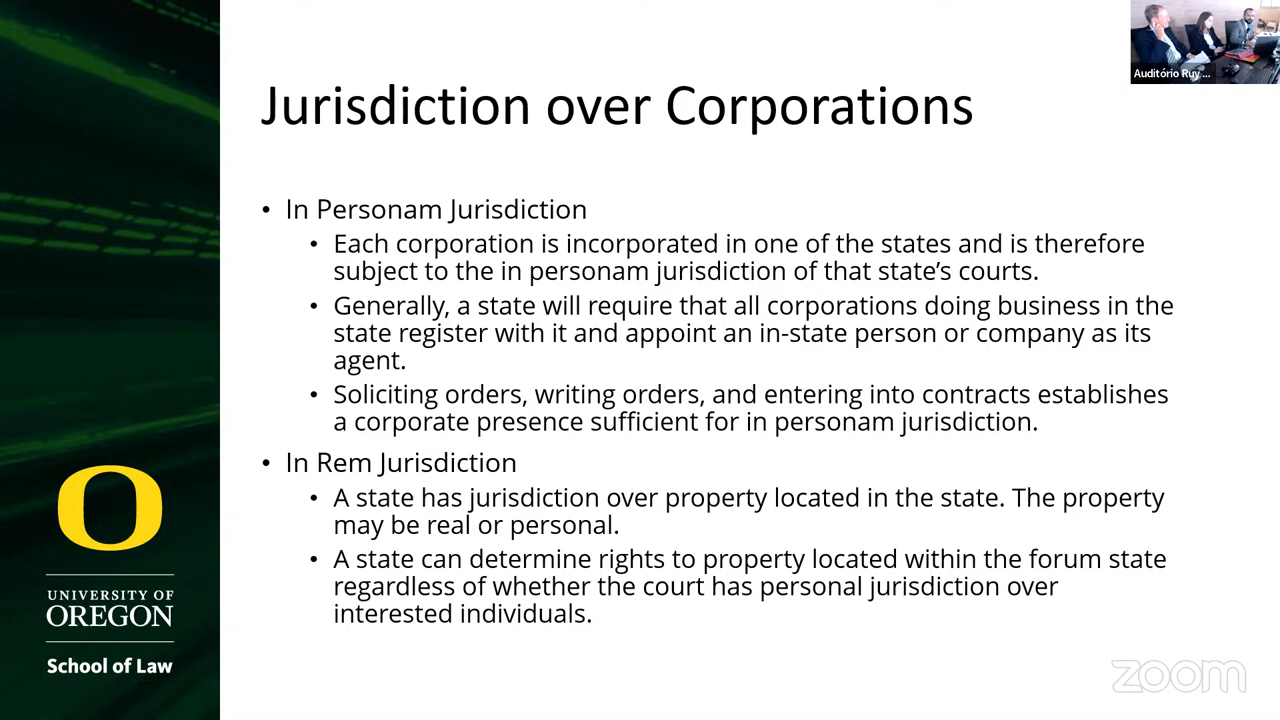 Auditório Ruy ...
Jurisdiction over Corporations
• In Personam Jurisdiction
• Each corporation is incorporated in one of the states and is therefore
subject to the in personam jurisdiction of that state’s courts.
• Generally, a state will require that all corporations doing business in the
state register with it and appoint an in-state person or company as its
agent.
• Soliciting orders, writing orders, and entering into contracts establishes
a corporate presence sufficient for in personam jurisdiction.
• In Rem Jurisdiction
• A state has jurisdiction over property located in the state. The property
may be real or personal.
• A state can determine rights to property located within the forum state
regardless of whether the court has personal jurisdiction over
interested individuals.
O
UNIVERSITY OF
OREGON
School of Law
zoom